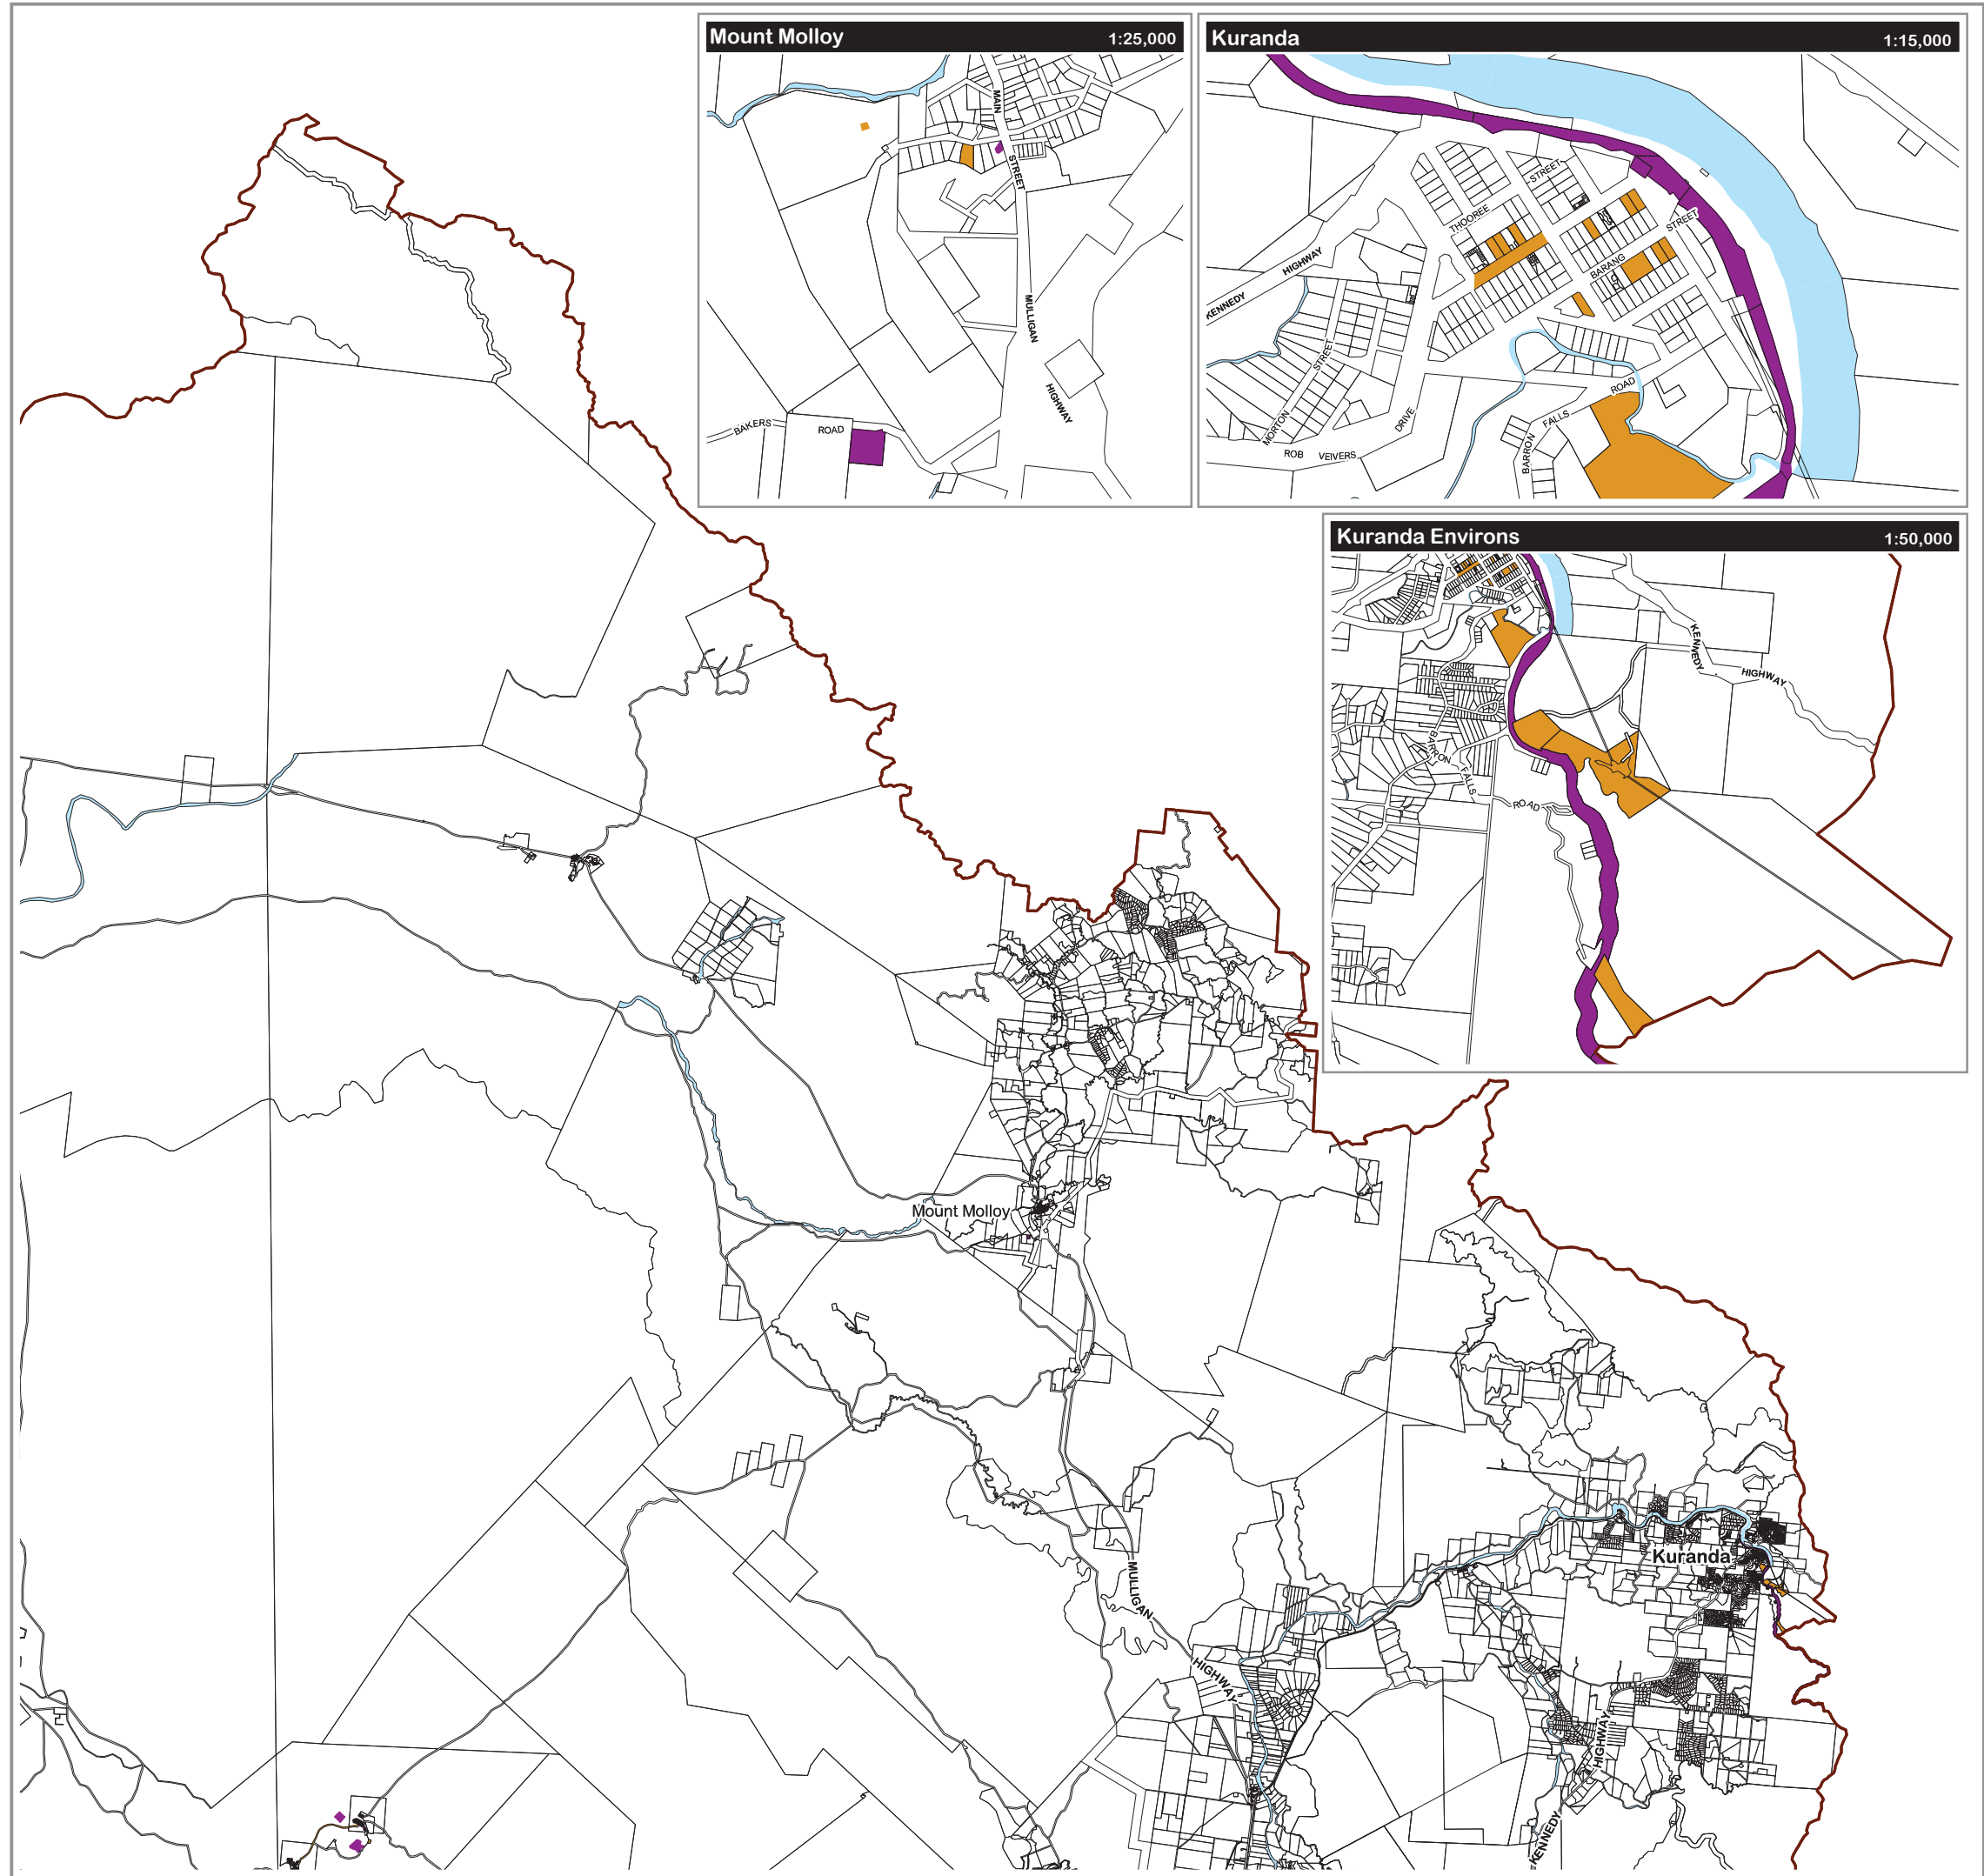 Mount Molloy 1:25,000
MAIN
STREET
MULLIGAN
HIGHWAY
BAKERS
ROAD
Kuranda 1:15,000
STREET
THOOREE
STREET
BARANG
HIGHWAY
KENNEDY
STREET
MORTON
DRIVE
ROAD
FALLS
BARRON
ROB VEIVERS
Kuranda Environs 1:50,000
KENNEDY
HIGHWAY
BARRON
FALLS
ROAD
Mount Molloy
Kuranda
MULLIGAN
HIGHWAY
HIGHWAY
KENNEDY